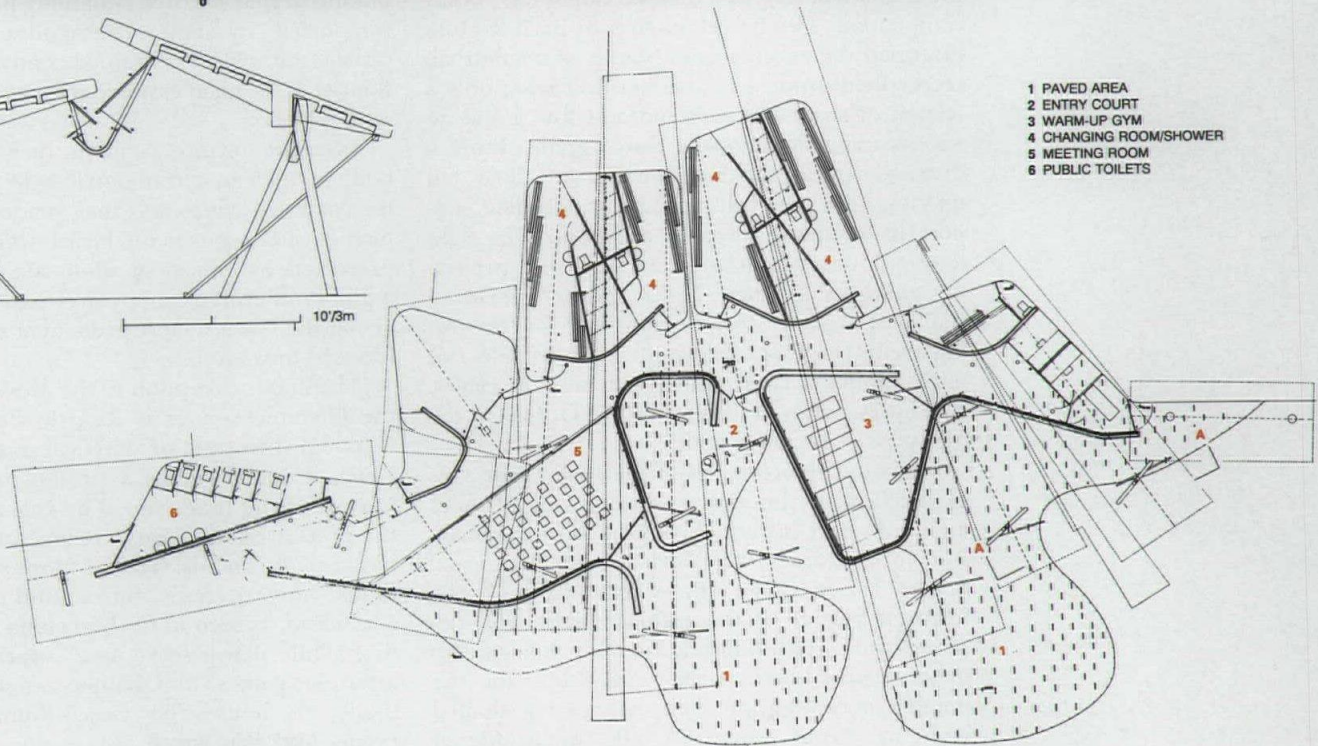 6
10'/3m
1 PAVED AREA
2 ENTRY COURT
3 WARM-UP GYM
4 CHANGING ROOM/SHOWER
5 MEETING ROOM
6 PUBLIC TOILETS
4
4
4
4
2
3
A
5
6
A
1
1